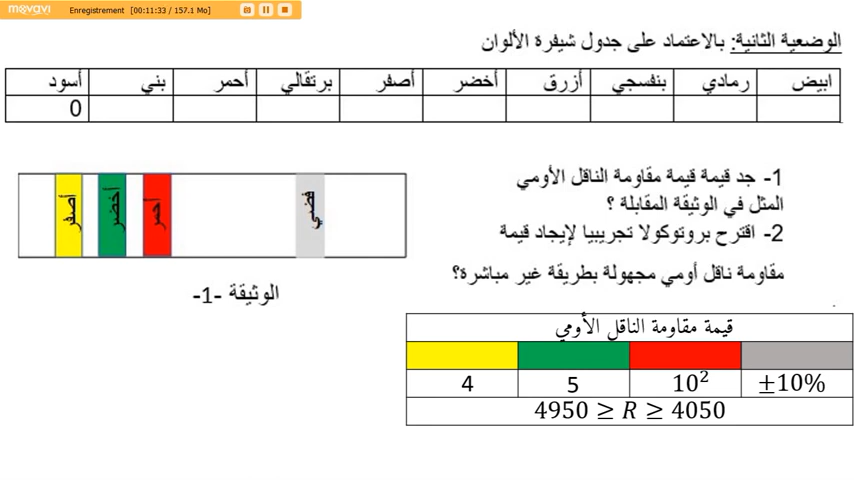 movavi Enregistrement [00:11:33 / 157.1 Mo]
الوضعية الثانية: بالاعتماد على جدول شيفرة الألوان
أسود بني أحمر برتقالي أصفر أخضر أزرق بنفسجي رمادي ابيض
0
1- جد قيمة قيمة مقاومة الناقل الأومي
المثل في الوثيقة المقابلة ؟
2- اقترح بروتوكولا تجريبيا لإيجاد قيمة
مقاومة ناقل أومي مجهولة بطريقة غير مباشرة؟
أصفر أخضر أحمر فضي
الوثيقة -1-
قيمة مقاومة الناقل الأومي
4 5 10² ±10%
4950 ≥ R ≥ 4050